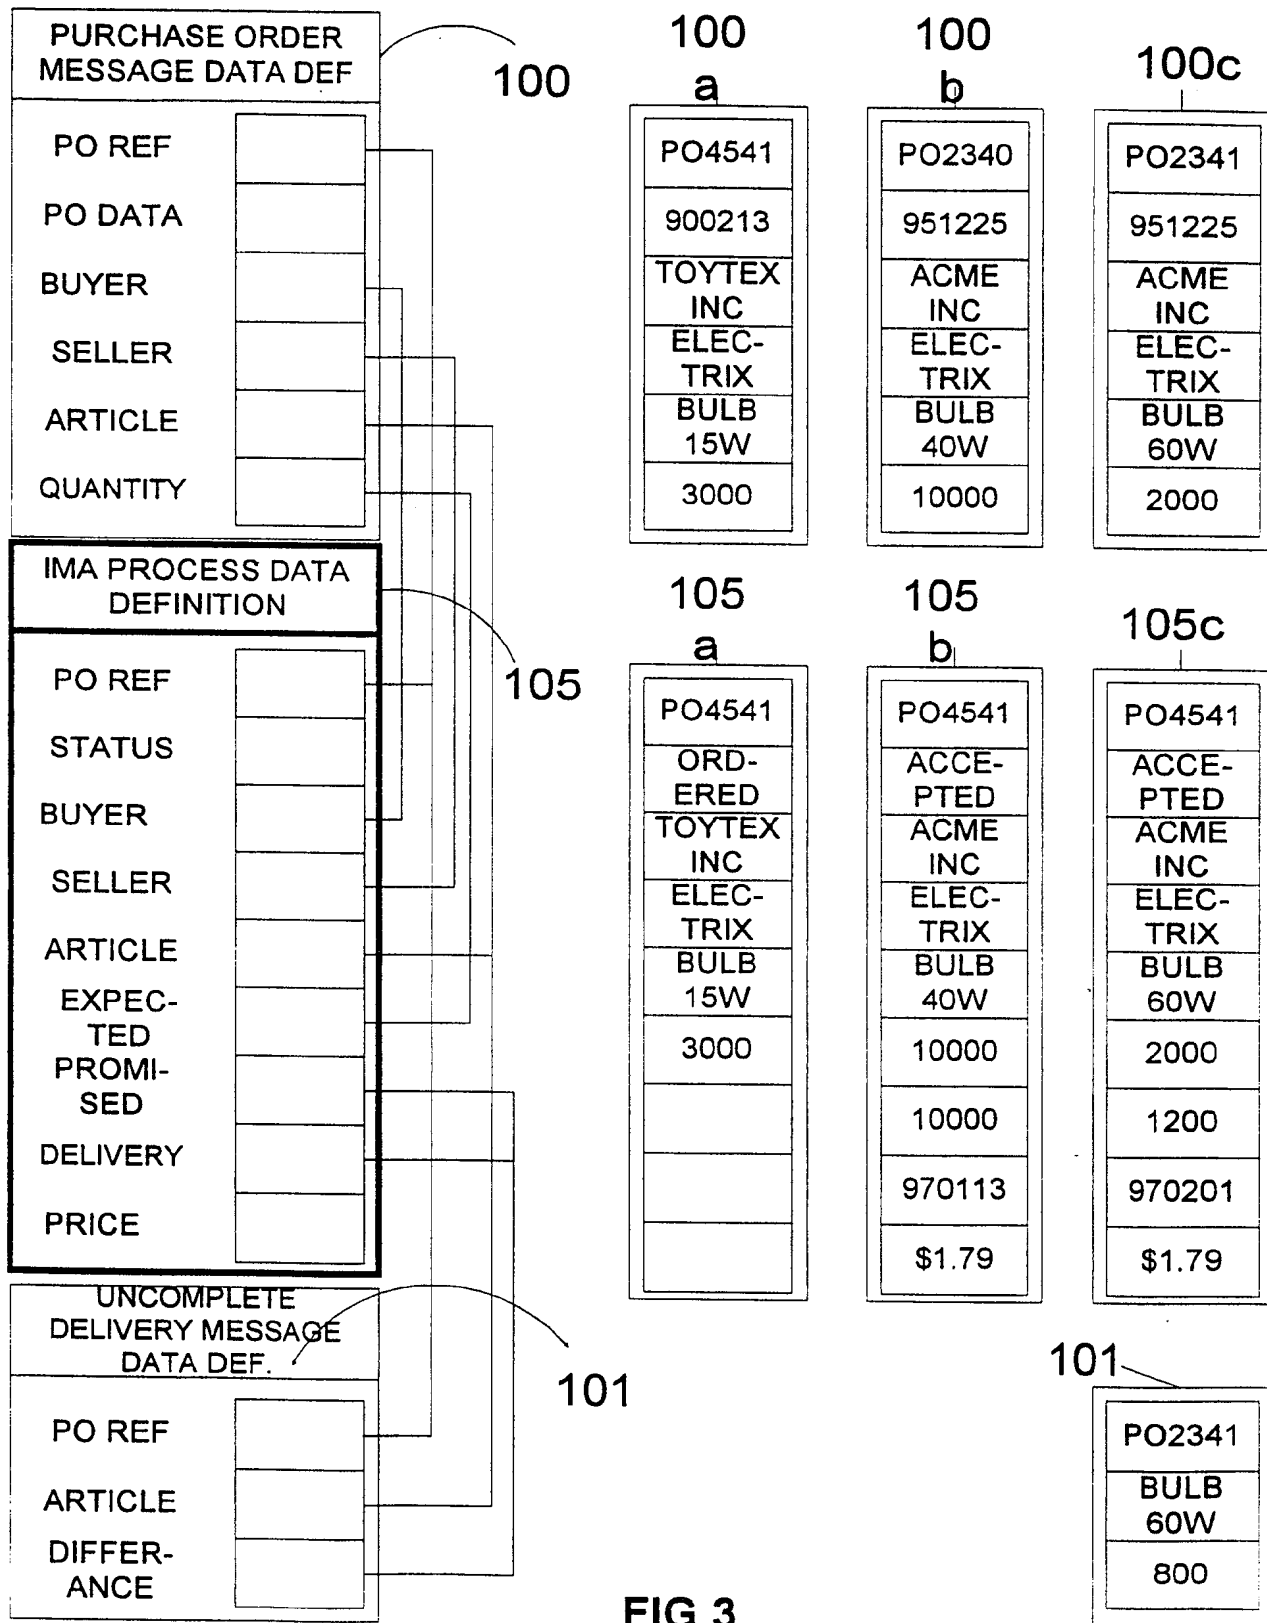 PURCHASE ORDER
MESSAGE DATA DEF
100
PO REF
PO DATA
BUYER
SELLER
ARTICLE
QUANTITY
IMA PROCESS DATA
DEFINITION
105
PO REF
STATUS
BUYER
SELLER
ARTICLE
EXPEC-
TED
PROMI-
SED
DELIVERY
PRICE
UNCOMPLETE
DELIVERY MESSAGE
DATA DEF.
101
PO REF
ARTICLE
DIFFER-
ANCE
100
a
PO4541
900213
TOYTEX
INC
ELEC-
TRIX
BULB
15W
3000
100
b
PO2340
951225
ACME
INC
ELEC-
TRIX
BULB
40W
10000
100c
PO2341
951225
ACME
INC
ELEC-
TRIX
BULB
60W
2000
105
a
PO4541
ORD-
ERED
TOYTEX
INC
ELEC-
TRIX
BULB
15W
3000
105
b
PO4541
ACCE-
PTED
ACME
INC
ELEC-
TRIX
BULB
40W
10000
10000
970113
$1.79
105c
PO4541
ACCE-
PTED
ACME
INC
ELEC-
TRIX
BULB
60W
2000
1200
970201
$1.79
101
PO2341
BULB
60W
800
FIG 3